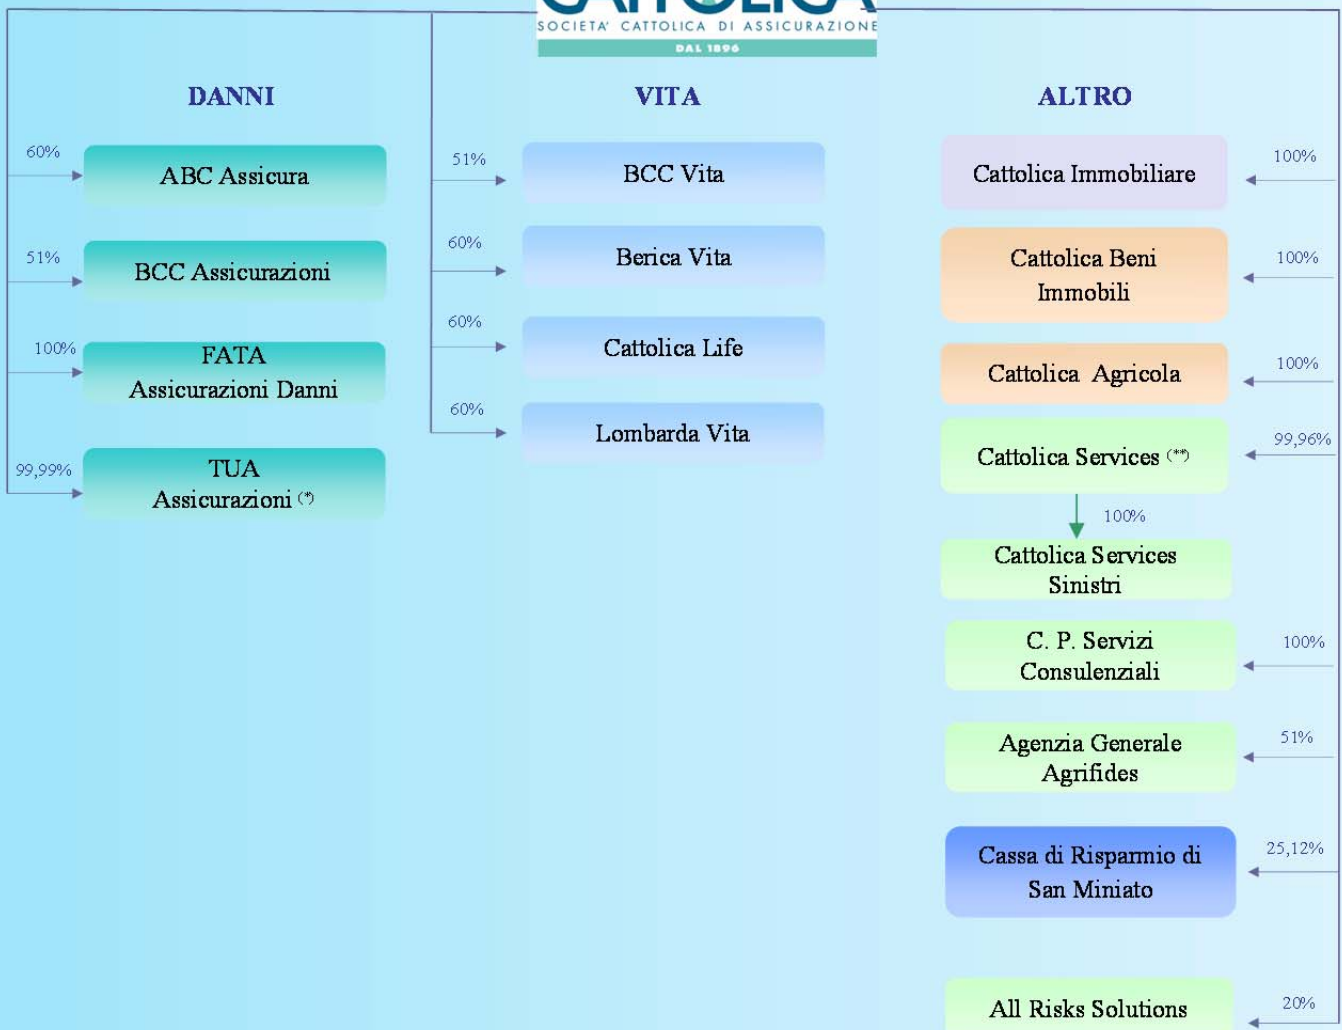 CATTOLICA
SOCIETA' CATTOLICA DI ASSICURAZIONE
DAL 1896
DANNI
60%
ABC Assicura
51%
BCC Assicurazioni
100%
FATA
Assicurazioni Danni
99,99%
TUA
Assicurazioni (*)
VITA
51%
BCC Vita
60%
Berica Vita
60%
Cattolica Life
60%
Lombarda Vita
ALTRO
Cattolica Immobiliare
100%
Cattolica Beni
Immobili
100%
Cattolica Agricola
100%
Cattolica Services (**)
99,96%
100%
Cattolica Services
Sinistri
C. P. Servizi
Consulenziali
100%
Agenzia Generale
Agrifides
51%
Cassa di Risparmio di
San Miniato
25,12%
All Risks Solutions
20%